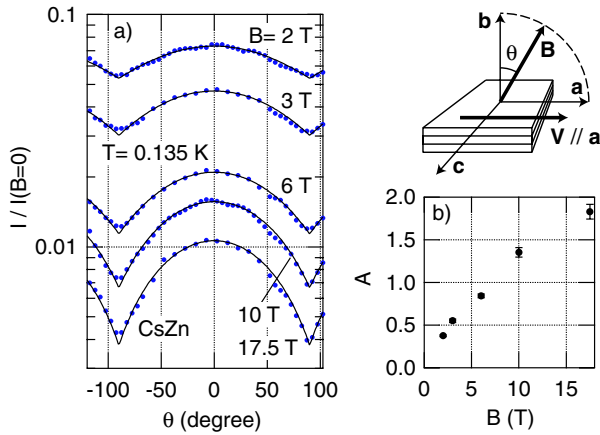 a)
B= 2 T
3 T
T= 0.135 K
6 T
10 T
17.5 T
CsZn
0.1
0.01
I / I(B=0)
-100
-50
0
50
100
θ (degree)
b
θ
B
a
V // a
c
b)
2.0
1.5
1.0
0.5
0.0
A
0
5
10
15
B (T)